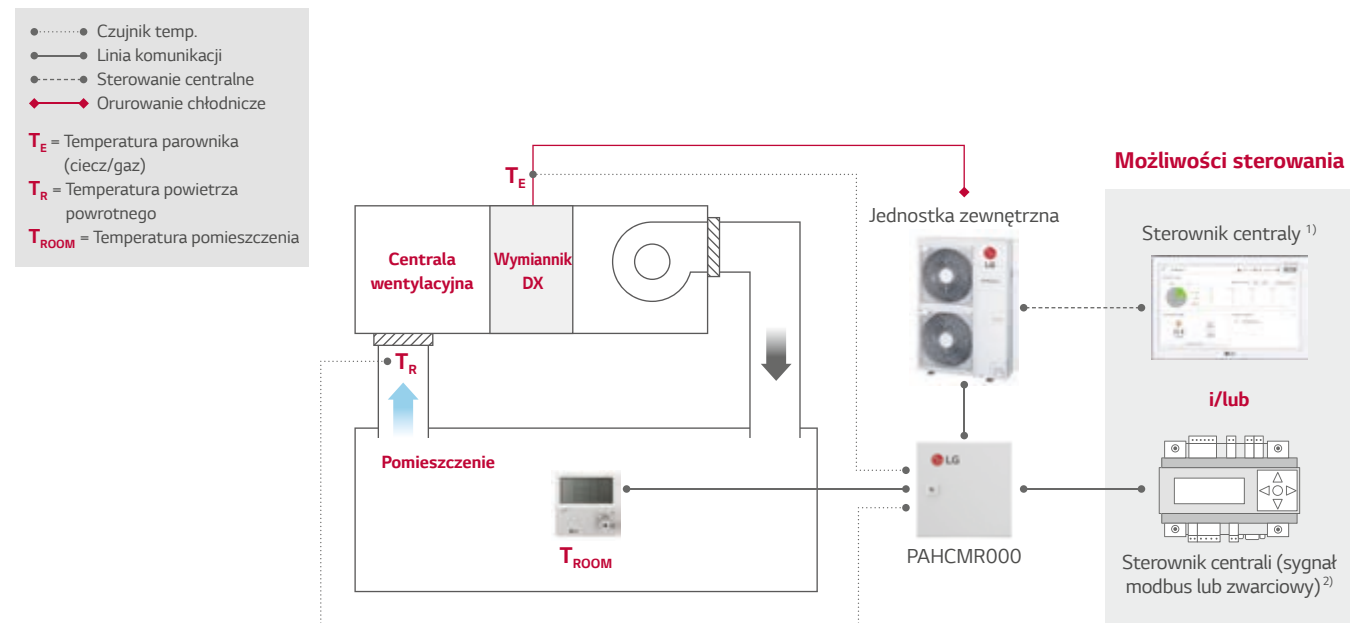 Czujnik temp.
Linia komunikacji
Sterowanie centralne
Orurowanie chłodnicze
TE = Temperatura parownika
(ciecz/gaz)
TR = Temperatura powietrza
powrotnego
TROOM = Temperatura pomieszczenia
Możliwości sterowania
TE
Jednostka zewnętrzna
Sterownik centraly 1)
Centrala
wentylacyjna
Wymiannik
DX
LG
TR
i/lub
Pomieszczenie
LG
TROOM
PAHCMR000
Sterownik centrali (sygnał
modbus lub zwarciowy) 2)